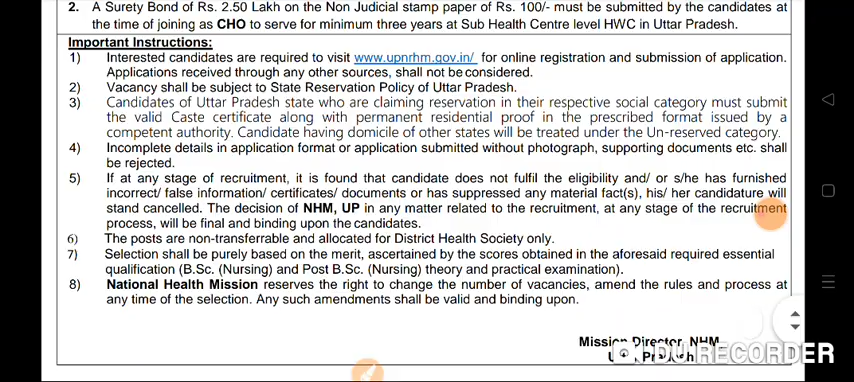 2. A Surety Bond of Rs. 2.50 Lakh on the Non Judicial stamp paper of Rs. 100/- must be submitted by the candidates at
the time of joining as CHO to serve for minimum three years at Sub Health Centre level HWC in Uttar Pradesh.
Important Instructions:
1) Interested candidates are required to visit www.upnrhm.gov.in/ for online registration and submission of application.
Applications received through any other sources, shall not be considered.
2) Vacancy shall be subject to State Reservation Policy of Uttar Pradesh.
3) Candidates of Uttar Pradesh state who are claiming reservation in their respective social category must submit
the valid Caste certificate along with permanent residential proof in the prescribed format issued by a
competent authority. Candidate having domicile of other states will be treated under the Un-reserved category.
4) Incomplete details in application format or application submitted without photograph, supporting documents etc. shall
be rejected.
5) If at any stage of recruitment, it is found that candidate does not fulfil the eligibility and/ or s/he has furnished
incorrect/ false information/ certificates/ documents or has suppressed any material fact(s), his/ her candidature will
stand cancelled. The decision of NHM, UP in any matter related to the recruitment, at any stage of the recruitment
process, will be final and binding upon the candidates.
6) The posts are non-transferrable and allocated for District Health Society only.
7) Selection shall be purely based on the merit, ascertained by the scores obtained in the aforesaid required essential
qualification (B.Sc. (Nursing) and Post B.Sc. (Nursing) theory and practical examination).
8) National Health Mission reserves the right to change the number of vacancies, amend the rules and process at
any time of the selection. Any such amendments shall be valid and binding upon.
Mission Director, NHM,
Uttar Pradesh
DU RECORDER